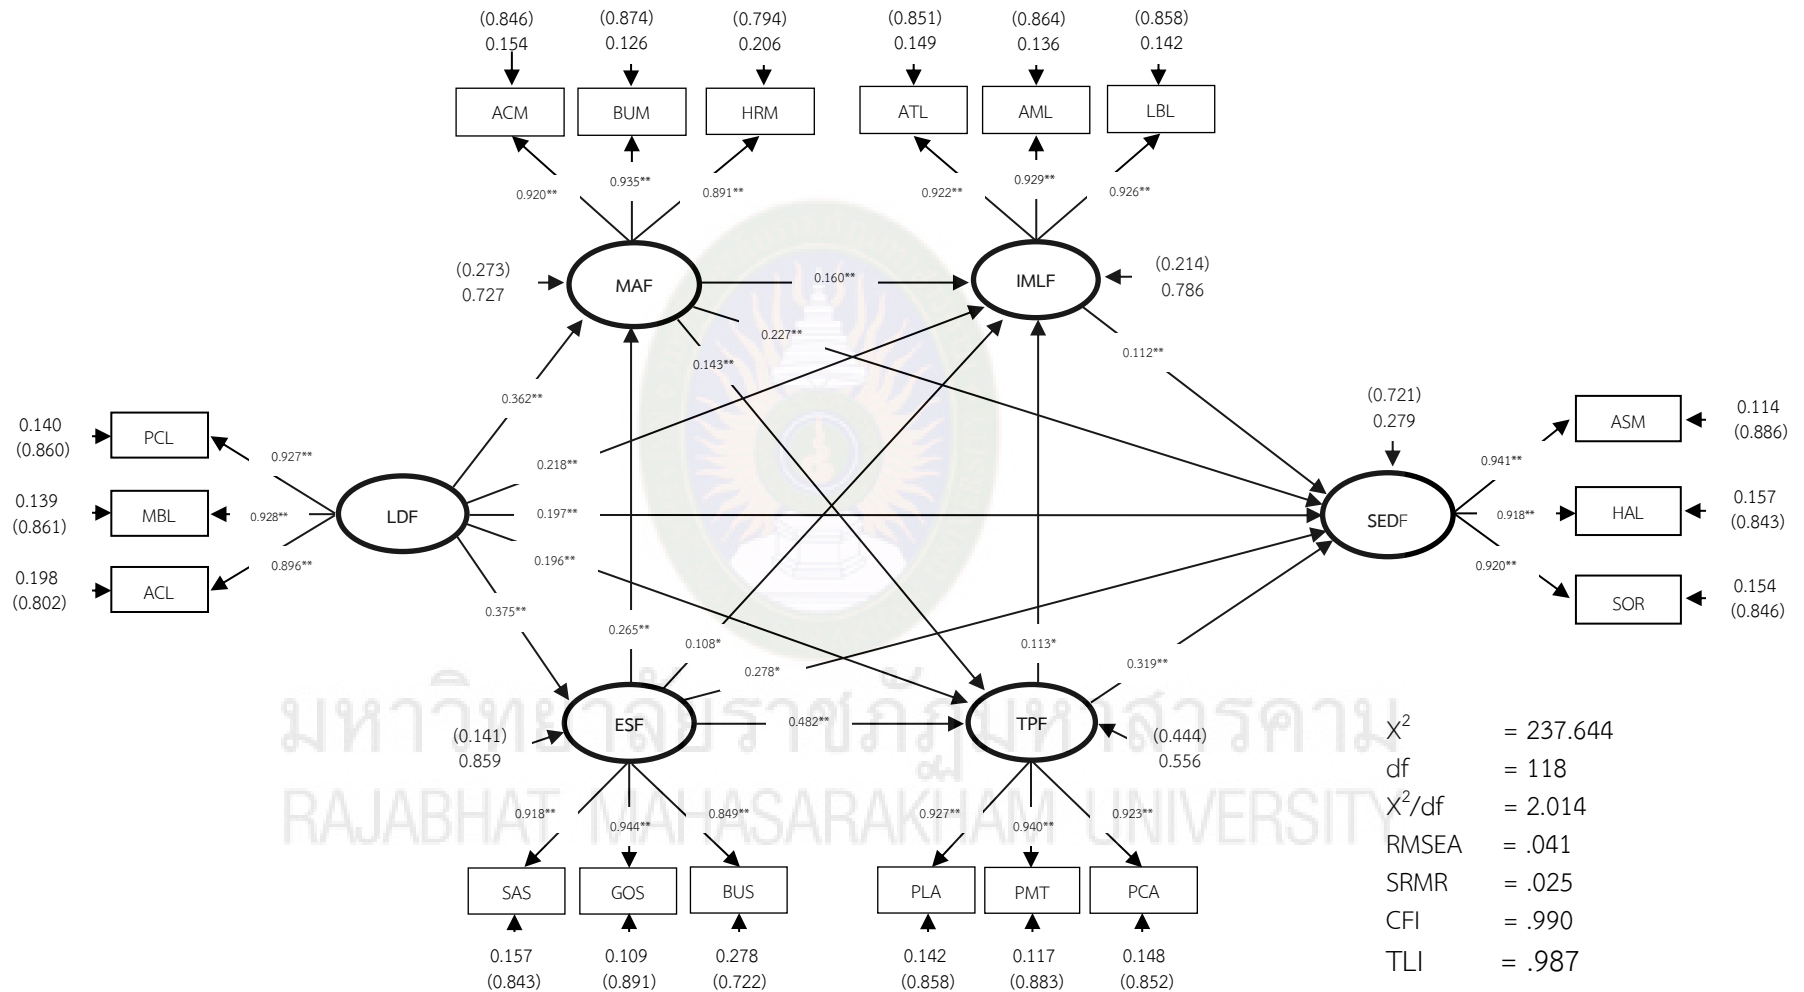 (0.846) (0.874) (0.794) (0.851) (0.864) (0.858)
0.154 0.126 0.206 0.149 0.136 0.142
ACM BUM HRM ATL AML LBL
0.920** 0.935** 0.891** 0.922** 0.929** 0.926**
(0.273)
0.727
MAF
0.160**
IMLF
(0.214)
0.786
0.227**
0.143**
0.112**
0.362**
(0.721)
0.279
0.140
(0.860)
PCL
0.927**
0.218**
0.941**
ASM
0.114
(0.886)
0.139
(0.861)
MBL
0.928**
LDF
0.197**
SEDF
0.918**
HAL
0.157
(0.843)
0.198
(0.802)
ACL
0.896**
0.196**
0.920**
SOR
0.154
(0.846)
0.375**
0.265**
0.108*
0.278*
0.113*
0.319**
(0.141)
0.859
ESF
0.482**
TPF
(0.444)
0.556
มหาวิทยาลัยราชภัฏมหาสารคาม
RAJABHAT MAHASARAKHAM UNIVERSITY
0.918** 0.944** 0.849** 0.927** 0.940** 0.923**
SAS GOS BUS PLA PMT PCA
0.157 0.109 0.278 0.142 0.117 0.148
(0.843) (0.891) (0.722) (0.858) (0.883) (0.852)
X² = 237.644
df = 118
X²/df = 2.014
RMSEA = .041
SRMR = .025
CFI = .990
TLI = .987